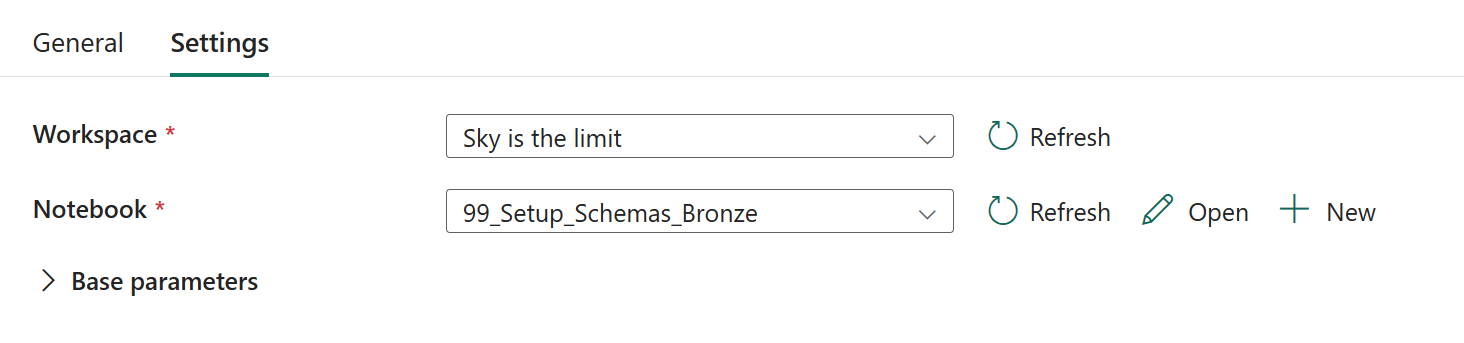 General Settings
Workspace * Sky is the limit Refresh
Notebook * 99_Setup_Schemas_Bronze Refresh Open New
Base parameters